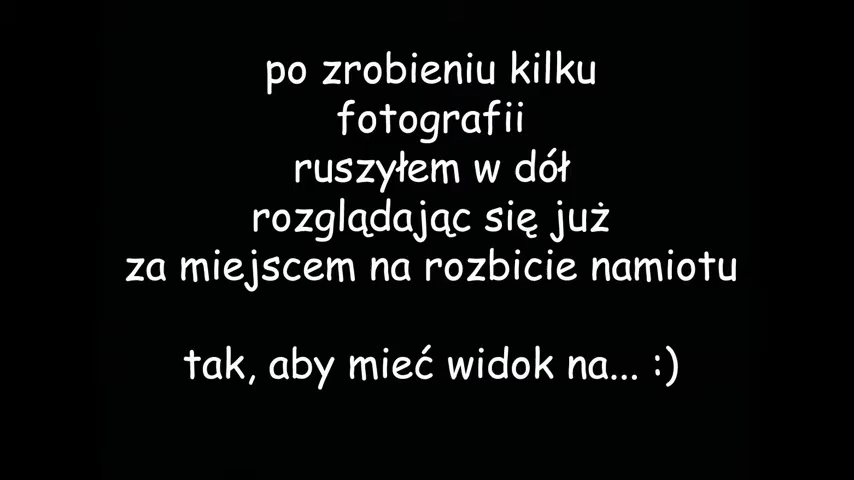 po zrobieniu kilku
fotografii
ruszyłem w dół
rozglądając się już
za miejscem na rozbicie namiotu
tak, aby mieć widok na... :)